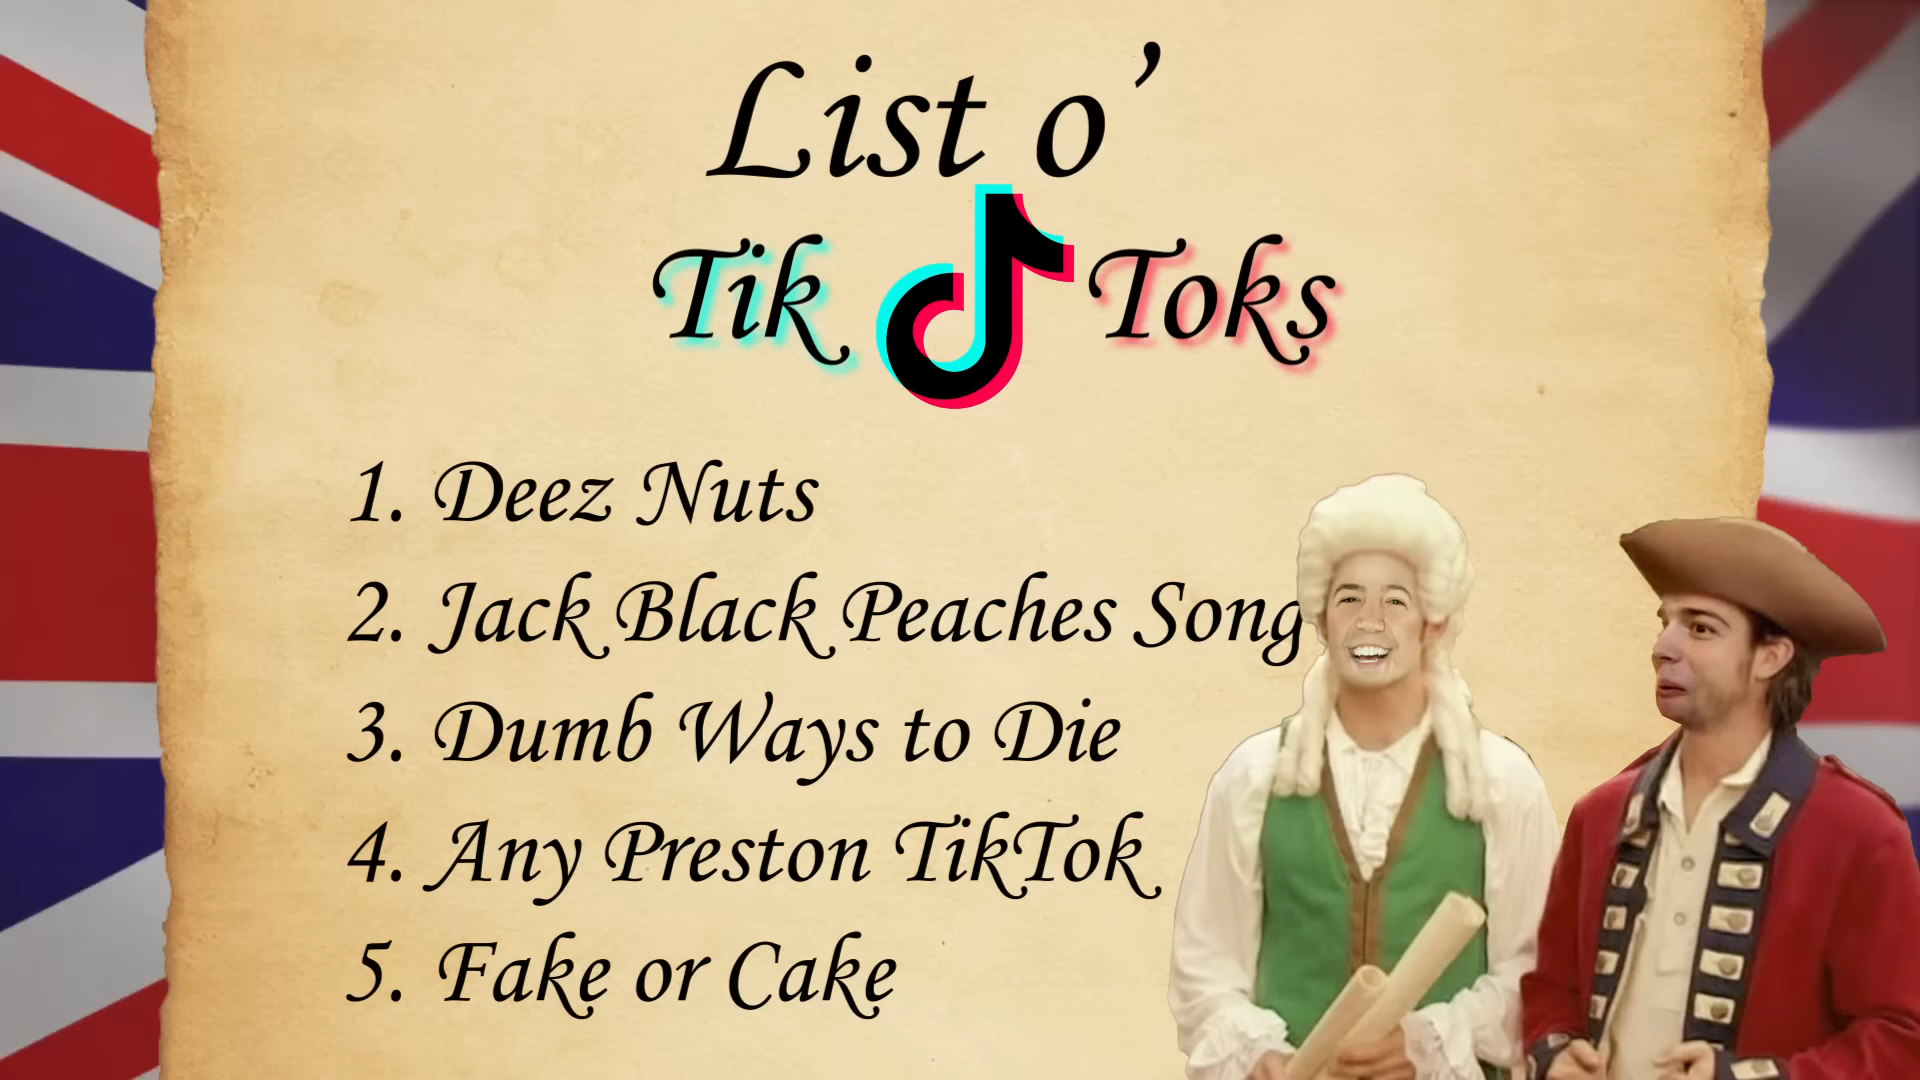 List o’
Tik Toks
1. Deez Nuts
2. Jack Black Peaches Song
3. Dumb Ways to Die
4. Any Preston TikTok
5. Fake or Cake